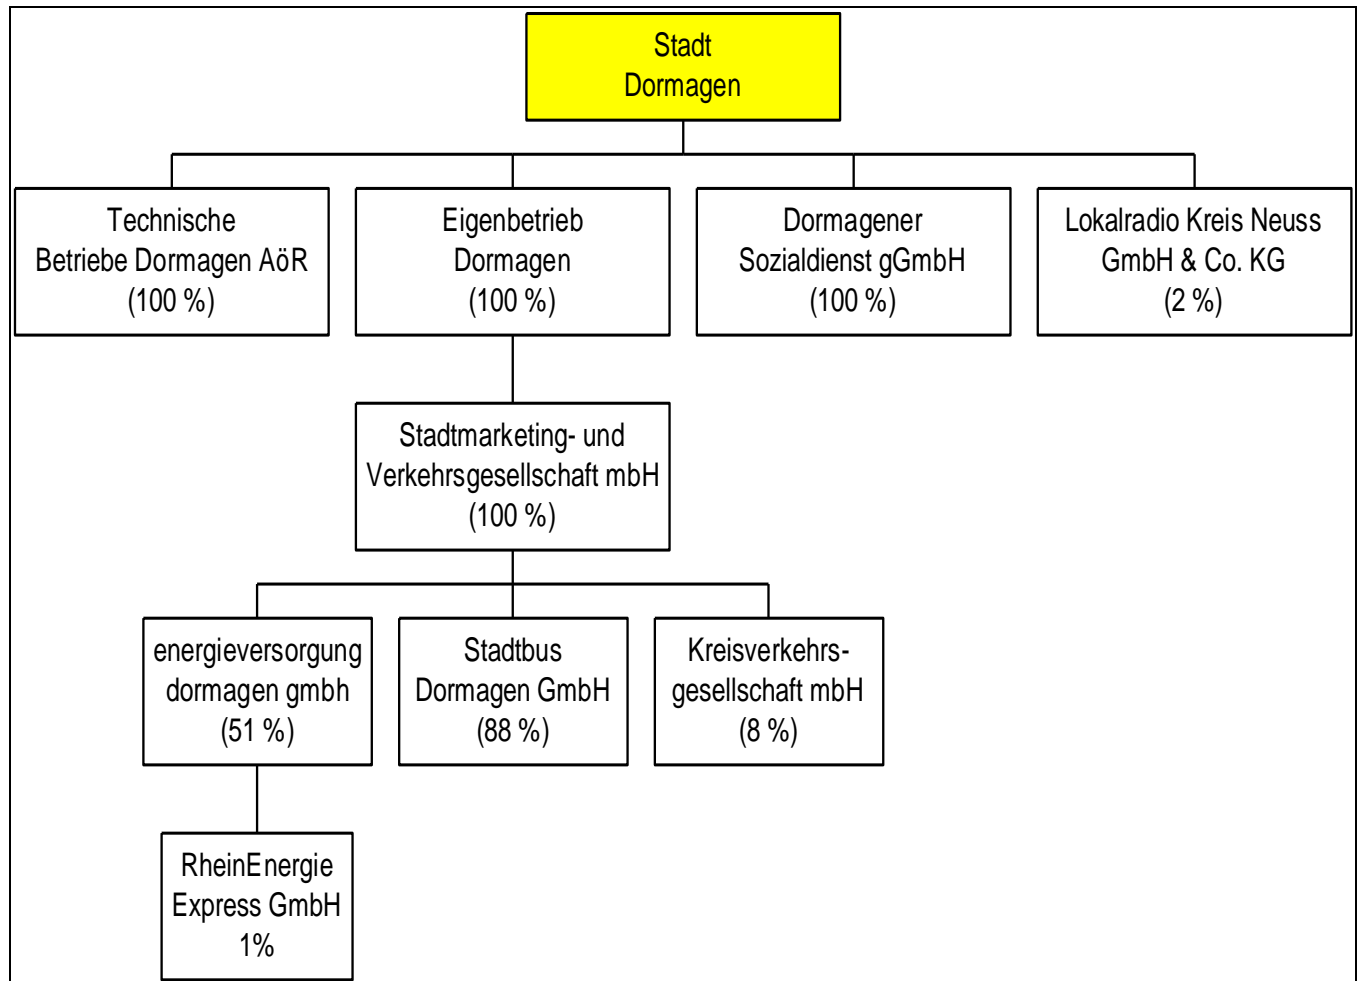 Stadt
Dormagen
Technische
Betriebe Dormagen AöR
(100 %)
Eigenbetrieb
Dormagen
(100 %)
Dormagener
Sozialdienst gGmbH
(100 %)
Lokalradio Kreis Neuss
GmbH & Co. KG
(2 %)
Stadtmarketing- und
Verkehrsgesellschaft mbH
(100 %)
energieversorgung
dormagen gmbh
(51 %)
Stadtbus
Dormagen GmbH
(88 %)
Kreisverkehrs-
gesellschaft mbH
(8 %)
RheinEnergie
Express GmbH
1%